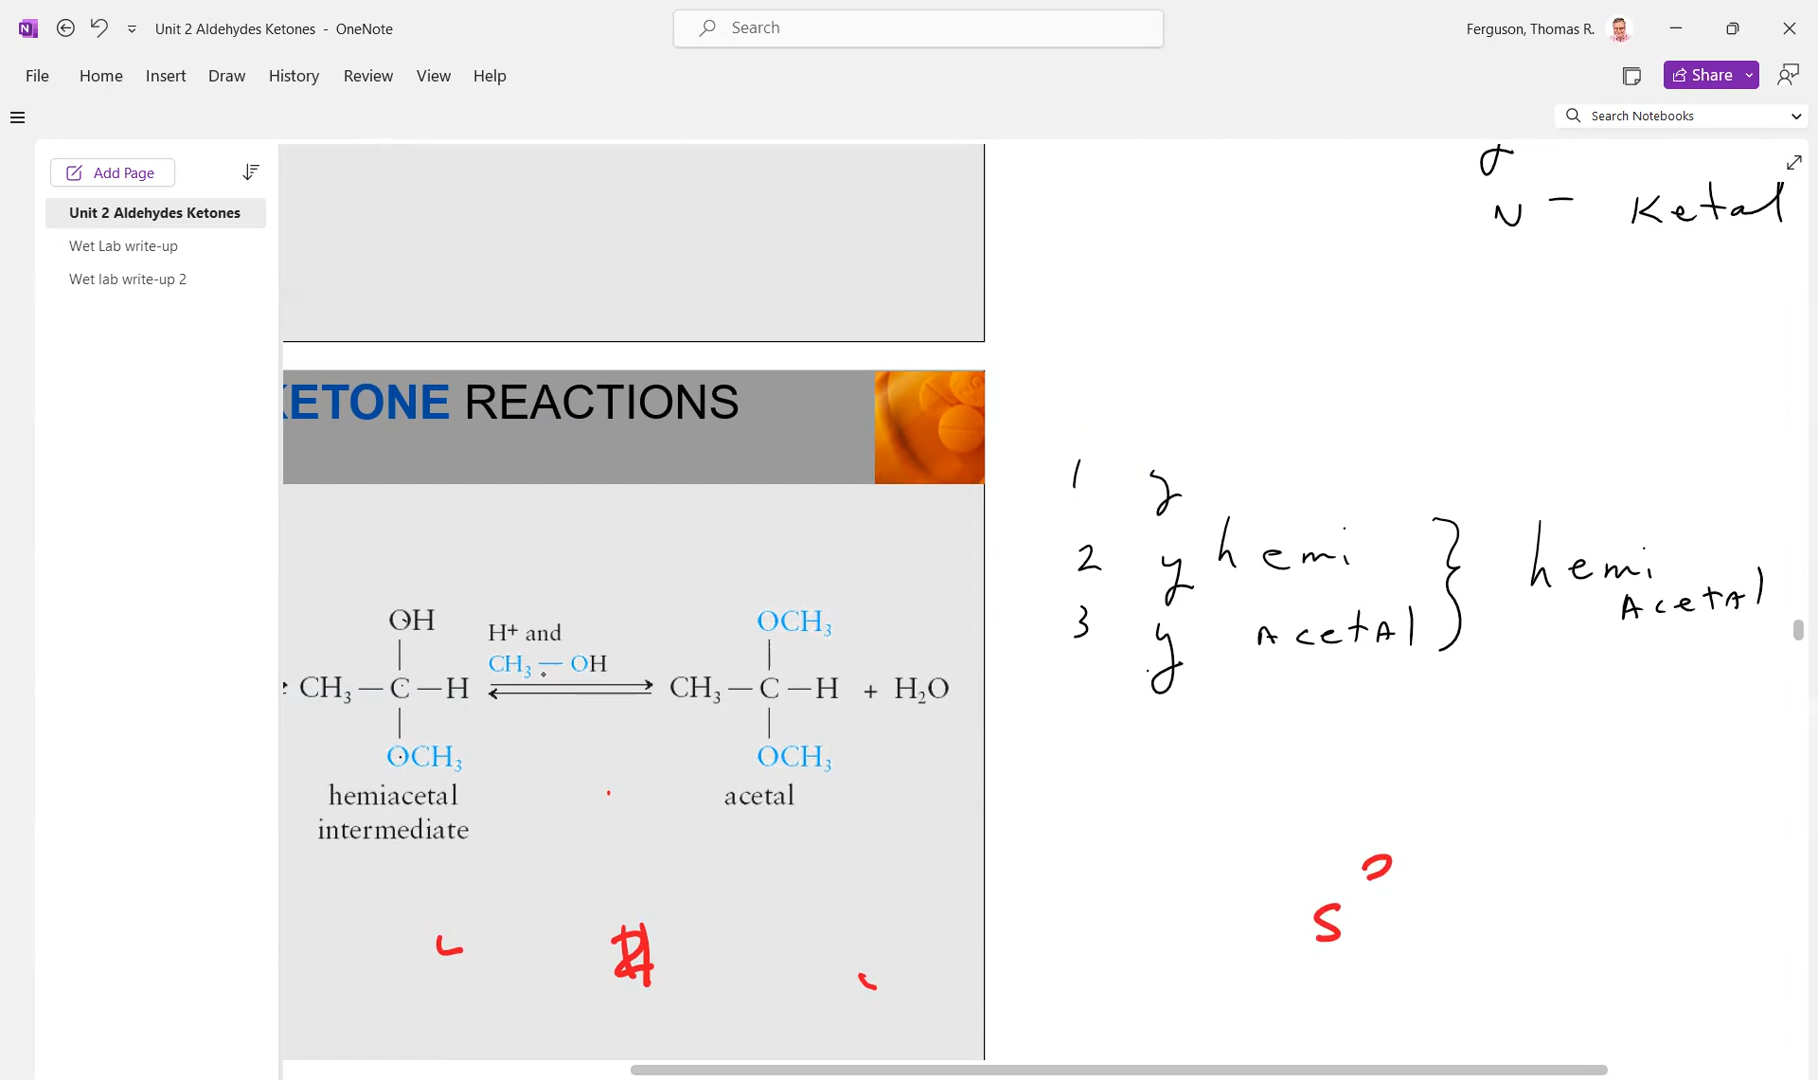 Unit 2 Aldehydes Ketones - OneNote
Search
Ferguson, Thomas R.
File Home Insert Draw History Review View Help
Share
Search Notebooks
Add Page
Unit 2 Aldehydes Ketones
Wet Lab write-up
Wet lab write-up 2
y
N - Ketal
KETONE REACTIONS
1 y
2 y hemi
3 y Acetal
hemi
Acetal
OH
H⁺ and
CH₃ — OH
OCH₃
CH₃ — C — H
CH₃ — C — H + H₂O
OCH₃
OCH₃
hemiacetal
intermediate
acetal
S